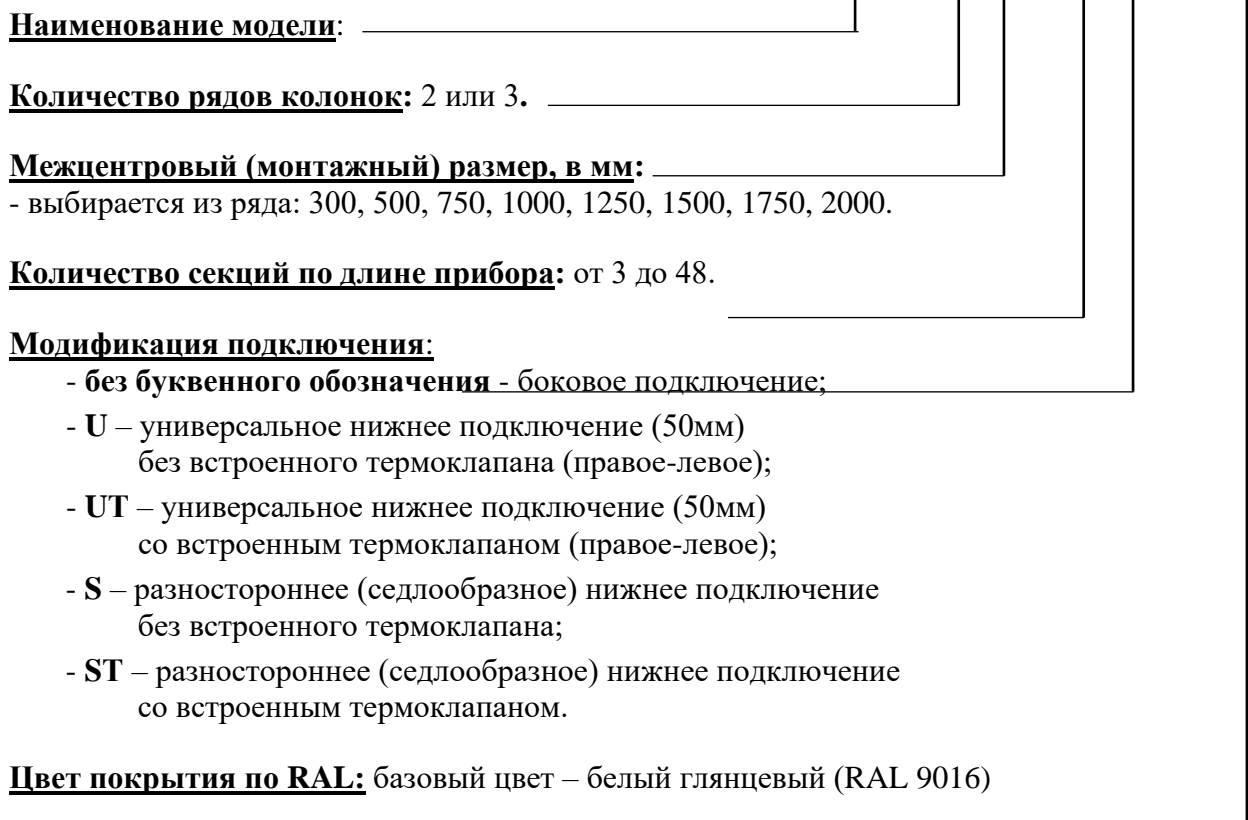 Наименование модели:
Количество рядов колонок: 2 или 3.
Межцентровый (монтажный) размер, в мм:
- выбирается из ряда: 300, 500, 750, 1000, 1250, 1500, 1750, 2000.
Количество секций по длине прибора: от 3 до 48.
Модификация подключения:
- без буквенного обозначения - боковое подключение;
- U – универсальное нижнее подключение (50мм)
без встроенного термоклапана (правое-левое);
- UT – универсальное нижнее подключение (50мм)
со встроенным термоклапаном (правое-левое);
- S – разностороннее (седлообразное) нижнее подключение
без встроенного термоклапана;
- ST – разностороннее (седлообразное) нижнее подключение
со встроенным термоклапаном.
Цвет покрытия по RAL: базовый цвет – белый глянцевый (RAL 9016)